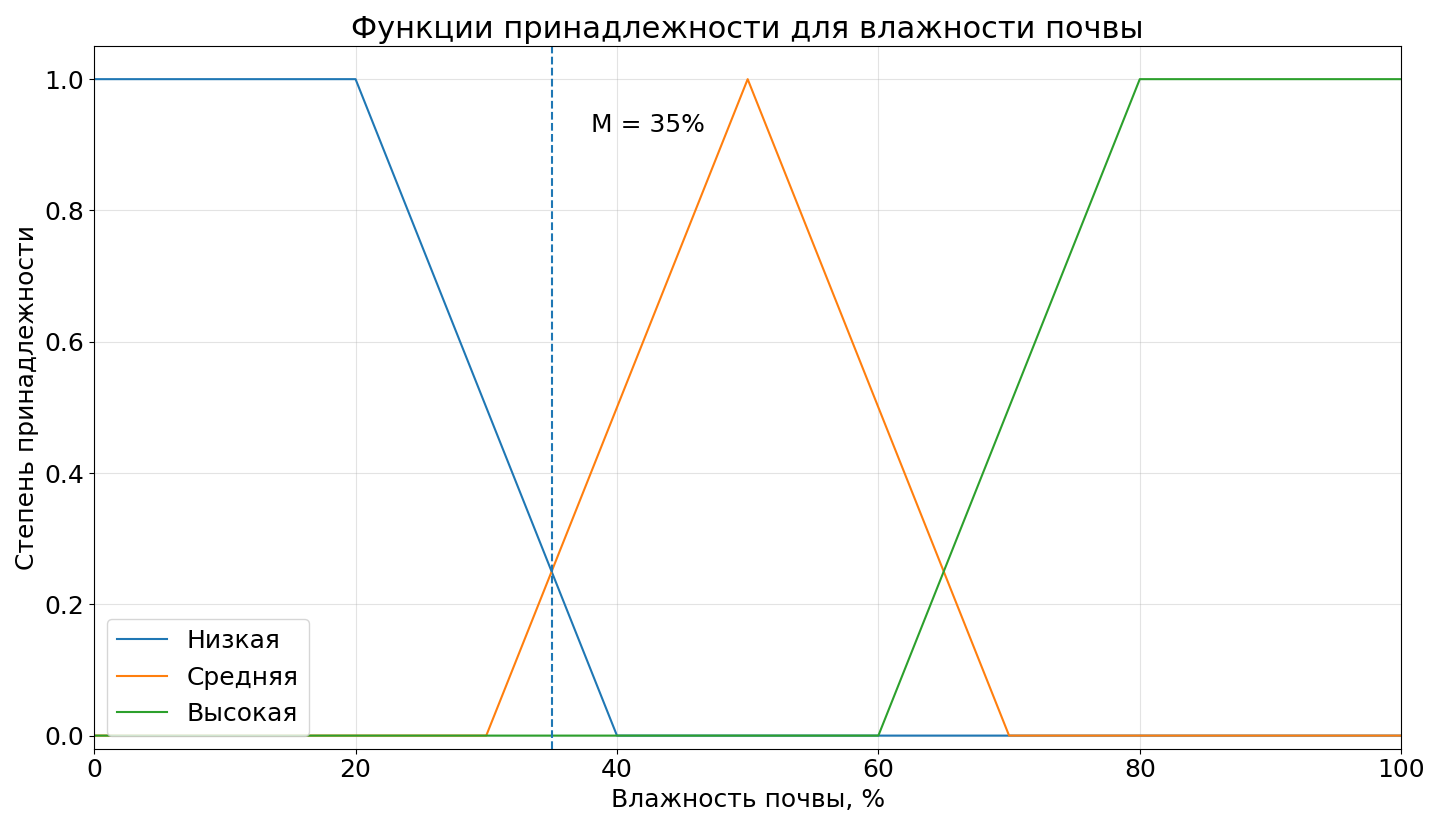 Функции принадлежности для влажности почвы
Степень принадлежности
1.0
0.8
0.6
0.4
0.2
0.0
M = 35%
Низкая
Средняя
Высокая
0 20 40 60 80 100
Влажность почвы, %